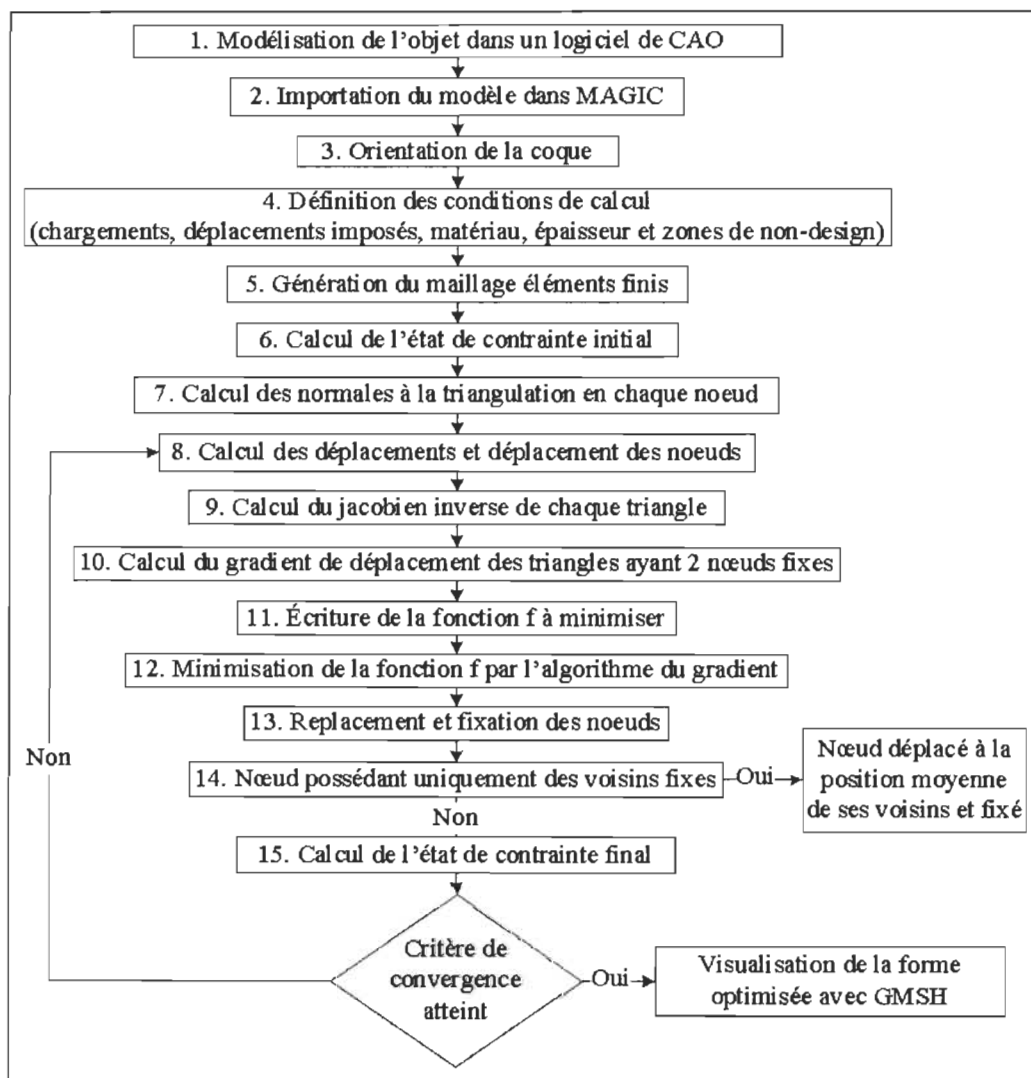 1. Modélisation de l'objet dans un logiciel de CAO
2. Importation du modèle dans MAGIC
3. Orientation de la coque
4. Définition des conditions de calcul
(chargements, déplacements imposés, matériau, épaisseur et zones de non-design)
5. Génération du maillage éléments finis
6. Calcul de l'état de contrainte initial
7. Calcul des normales à la triangulation en chaque noeud
8. Calcul des déplacements et déplacement des noeuds
9. Calcul du jacobien inverse de chaque triangle
10. Calcul du gradient de déplacement des triangles ayant 2 nœuds fixes
11. Écriture de la fonction f à minimiser
12. Minimisation de la fonction f par l'algorithme du gradient
13. Replacement et fixation des noeuds
Non
14. Nœud possédant uniquement des voisins fixes
Oui
Nœud déplacé à la
position moyenne
de ses voisins et fixé
Non
15. Calcul de l'état de contrainte final
Critère de
convergence
atteint
Oui
Visualisation de la forme
optimisée avec GMSH